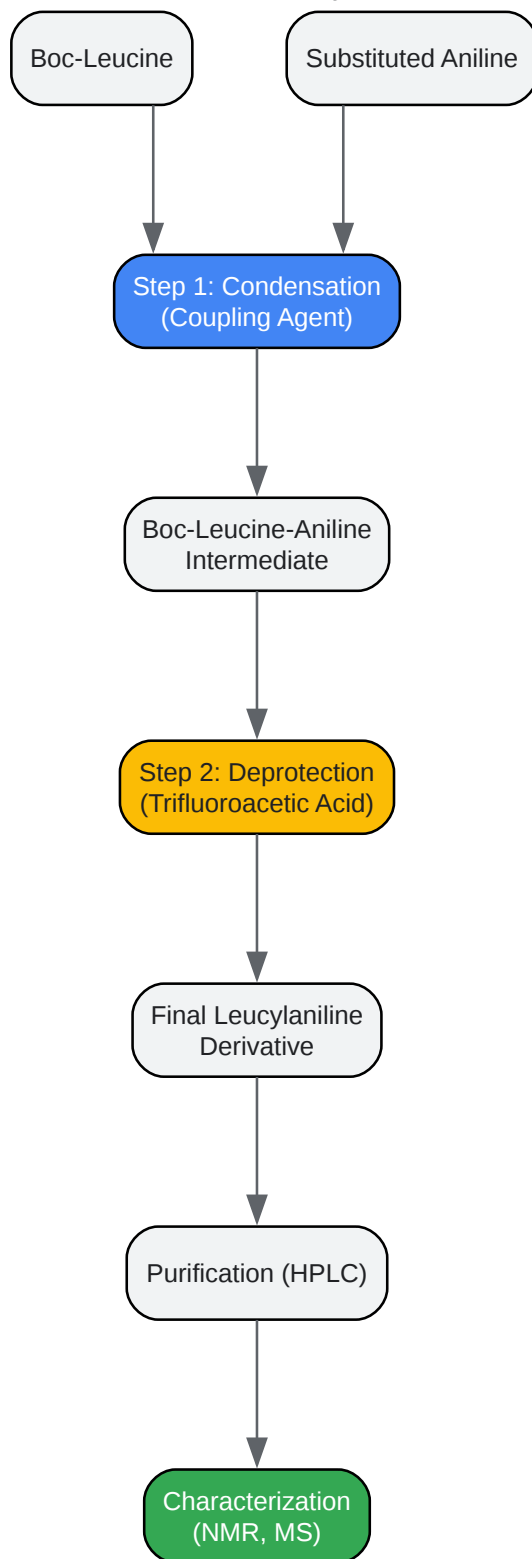 Boc-Leucine
Substituted Aniline
Step 1: Condensation
(Coupling Agent)
Boc-Leucine-Aniline
Intermediate
Step 2: Deprotection
(Trifluoroacetic Acid)
Final Leucylaniline
Derivative
Purification (HPLC)
Characterization
(NMR, MS)